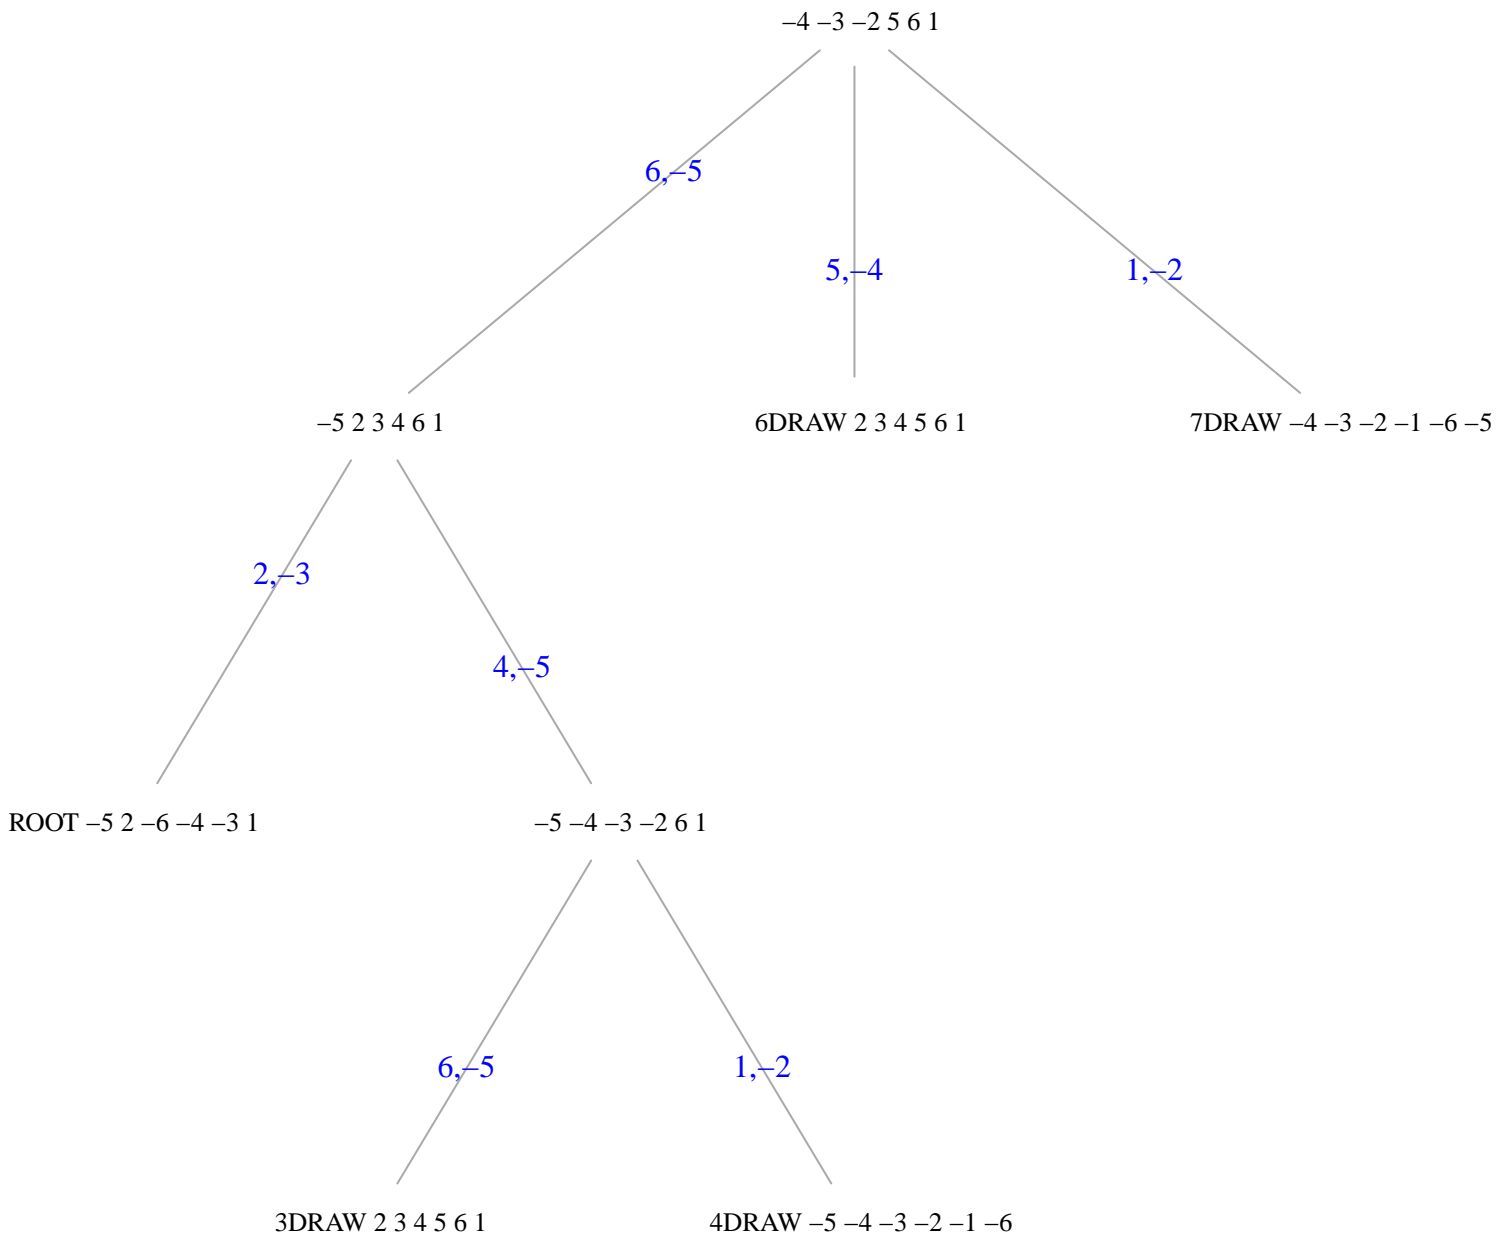 –4 –3 –2 5 6 1
6,–5
5,–4
1,–2
–5 2 3 4 6 1
6DRAW 2 3 4 5 6 1
7DRAW –4 –3 –2 –1 –6 –5
2,–3
4,–5
ROOT –5 2 –6 –4 –3 1
–5 –4 –3 –2 6 1
6,–5
1,–2
3DRAW 2 3 4 5 6 1
4DRAW –5 –4 –3 –2 –1 –6